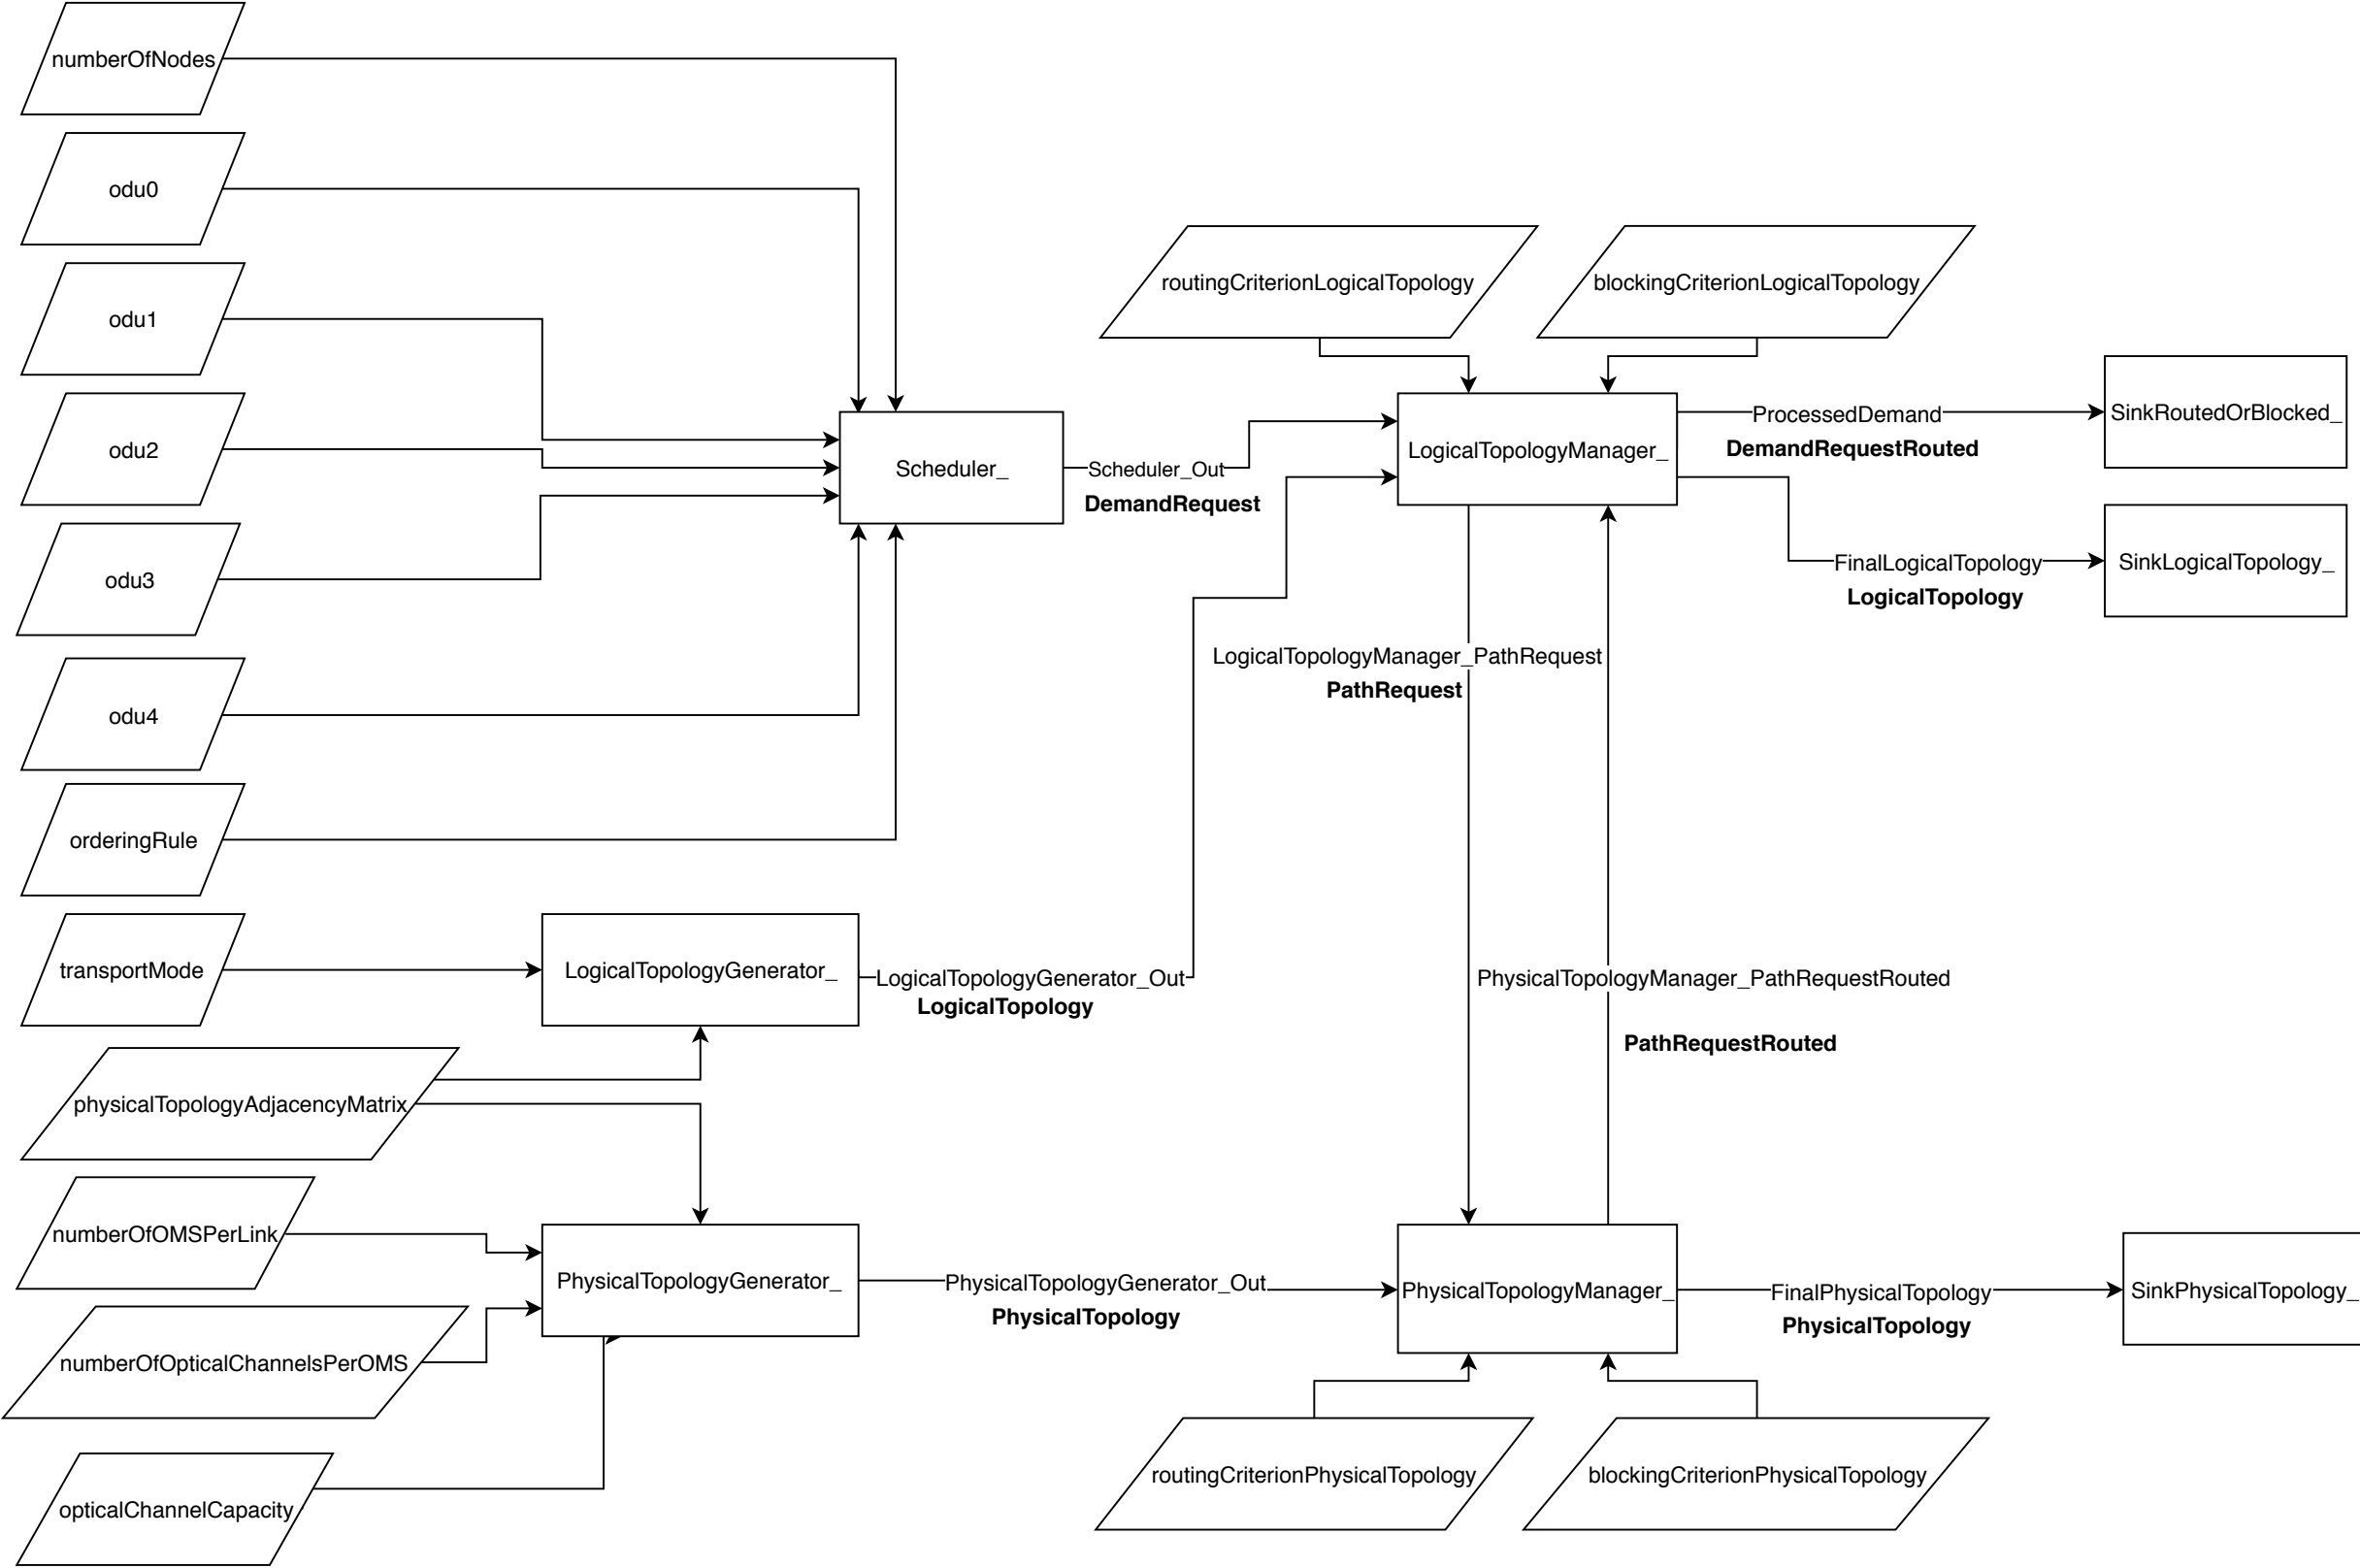 numberOfNodes
odu0
odu1
odu2
odu3
odu4
orderingRule
transportMode
physicalTopologyAdjacencyMatrix
numberOfOMSPerLink
numberOfOpticalChannelsPerOMS
opticalChannelCapacity
Scheduler_
Scheduler_Out
DemandRequest
LogicalTopologyGenerator_
LogicalTopologyGenerator_Out
LogicalTopology
PhysicalTopologyGenerator_
PhysicalTopologyGenerator_Out
PhysicalTopology
routingCriterionLogicalTopology
blockingCriterionLogicalTopology
LogicalTopologyManager_
ProcessedDemand
DemandRequestRouted
SinkRoutedOrBlocked_
FinalLogicalTopology
LogicalTopology
SinkLogicalTopology_
LogicalTopologyManager_PathRequest
PathRequest
PhysicalTopologyManager_PathRequestRouted
PathRequestRouted
PhysicalTopologyManager_
FinalPhysicalTopology
PhysicalTopology
SinkPhysicalTopology_
routingCriterionPhysicalTopology
blockingCriterionPhysicalTopology